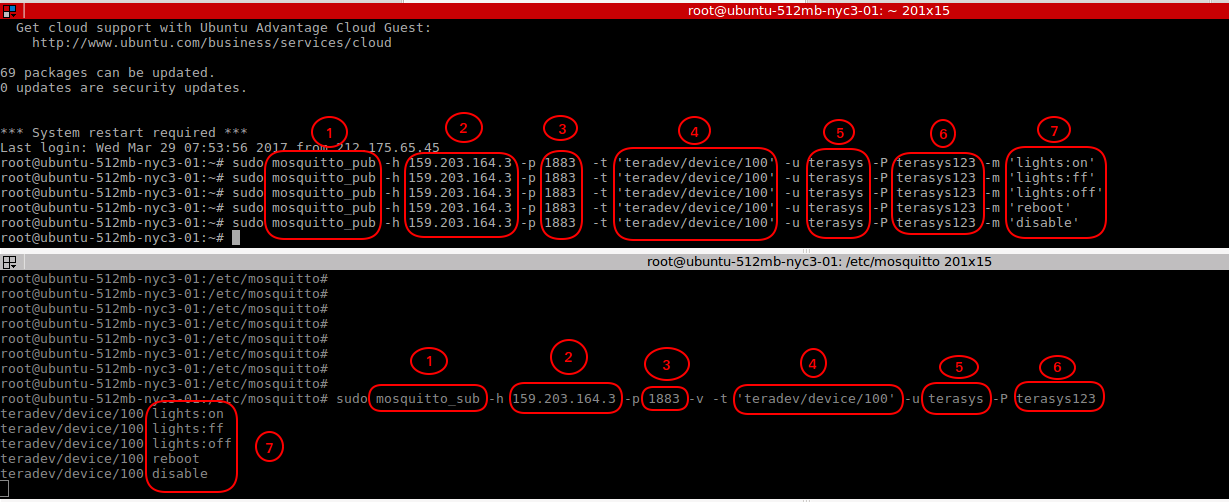 root@ubuntu-512mb-nyc3-01: ~ 201x15
Get cloud support with Ubuntu Advantage Cloud Guest:
http://www.ubuntu.com/business/services/cloud
69 packages can be updated.
0 updates are security updates.
*** System restart required ***
1 2 3 4 5 6 7
Last login: Wed Mar 29 07:53:56 2017 from 212.175.65.45
root@ubuntu-512mb-nyc3-01:~# sudo mosquitto_pub -h 159.203.164.3 -p 1883 -t 'teradev/device/100' -u terasys -P terasys123 -m 'lights:on'
root@ubuntu-512mb-nyc3-01:~# sudo mosquitto_pub -h 159.203.164.3 -p 1883 -t 'teradev/device/100' -u terasys -P terasys123 -m 'lights:ff'
root@ubuntu-512mb-nyc3-01:~# sudo mosquitto_pub -h 159.203.164.3 -p 1883 -t 'teradev/device/100' -u terasys -P terasys123 -m 'lights:off'
root@ubuntu-512mb-nyc3-01:~# sudo mosquitto_pub -h 159.203.164.3 -p 1883 -t 'teradev/device/100' -u terasys -P terasys123 -m 'reboot'
root@ubuntu-512mb-nyc3-01:~# sudo mosquitto_pub -h 159.203.164.3 -p 1883 -t 'teradev/device/100' -u terasys -P terasys123 -m 'disable'
root@ubuntu-512mb-nyc3-01:~#
root@ubuntu-512mb-nyc3-01: /etc/mosquitto 201x15
root@ubuntu-512mb-nyc3-01:/etc/mosquitto#
root@ubuntu-512mb-nyc3-01:/etc/mosquitto#
root@ubuntu-512mb-nyc3-01:/etc/mosquitto#
root@ubuntu-512mb-nyc3-01:/etc/mosquitto#
root@ubuntu-512mb-nyc3-01:/etc/mosquitto#
root@ubuntu-512mb-nyc3-01:/etc/mosquitto#
root@ubuntu-512mb-nyc3-01:/etc/mosquitto#
root@ubuntu-512mb-nyc3-01:/etc/mosquitto#
1 2 3 4 5 6
root@ubuntu-512mb-nyc3-01:/etc/mosquitto# sudo mosquitto_sub -h 159.203.164.3 -p 1883 -v -t 'teradev/device/100' -u terasys -P terasys123
teradev/device/100 lights:on
teradev/device/100 lights:ff
teradev/device/100 lights:off
7
teradev/device/100 reboot
teradev/device/100 disable